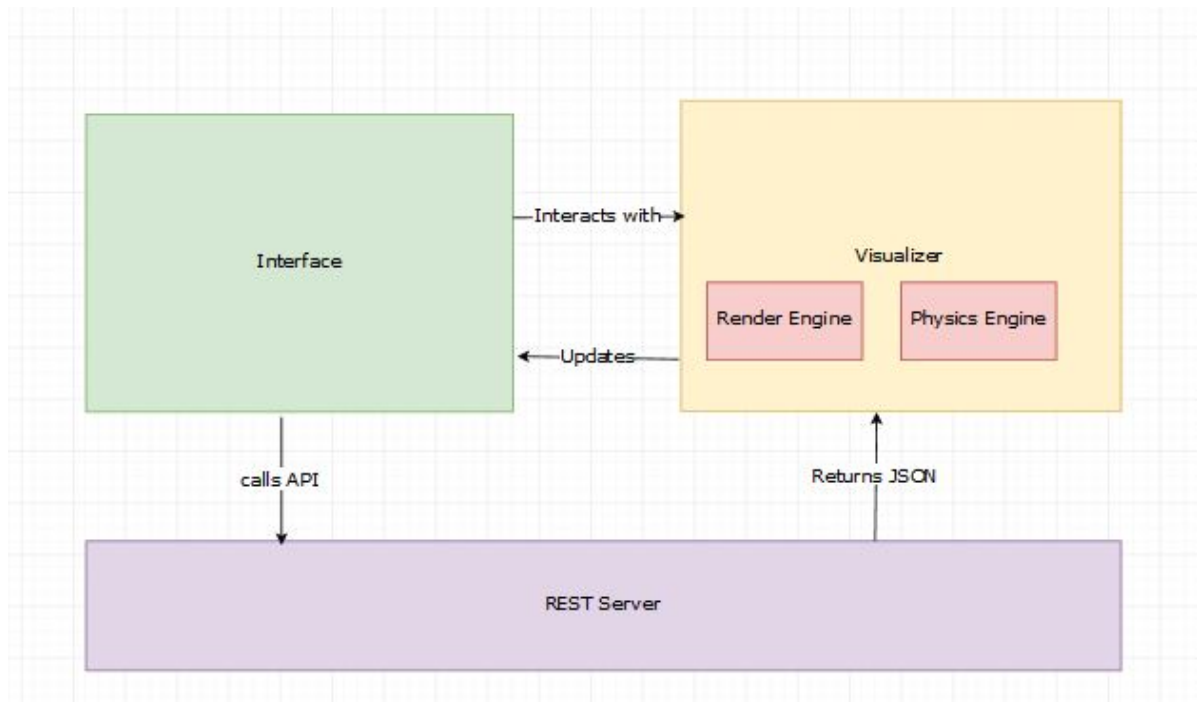 Interacts with
Interface
Visualizer
Render Engine
Physics Engine
Updates
calls API
Returns JSON
REST Server